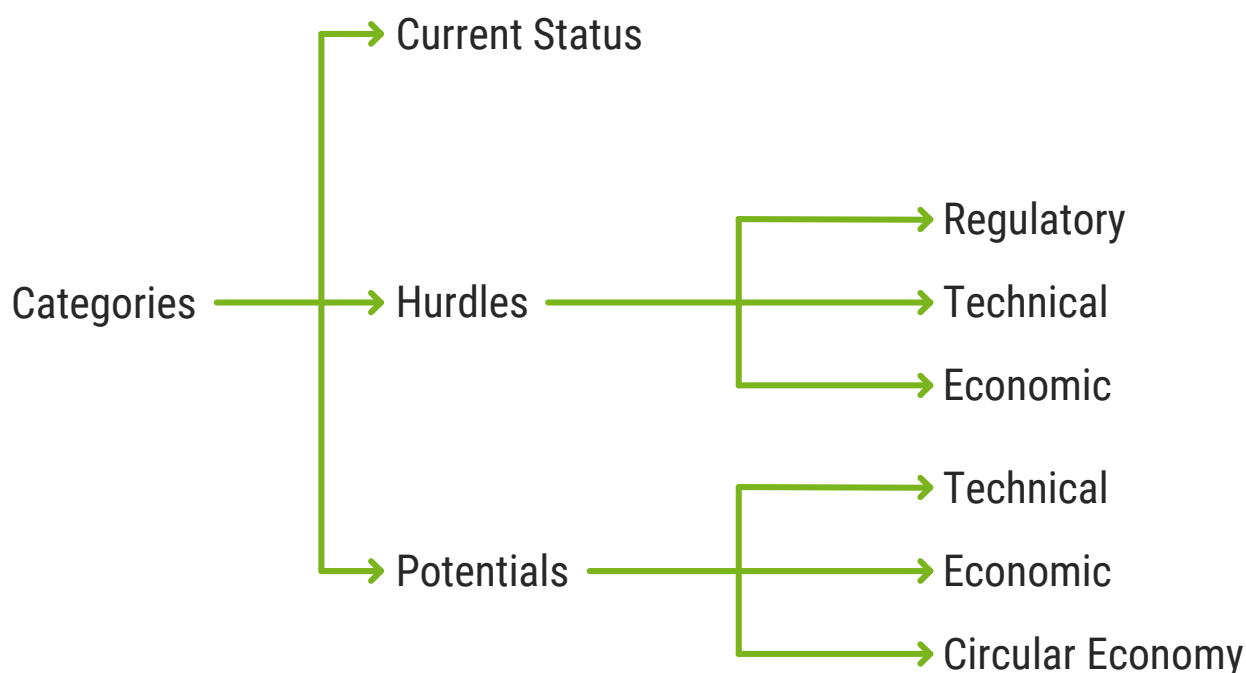 Current Status
Regulatory
Categories
Hurdles
Technical
Economic
Technical
Potentials
Economic
Circular Economy